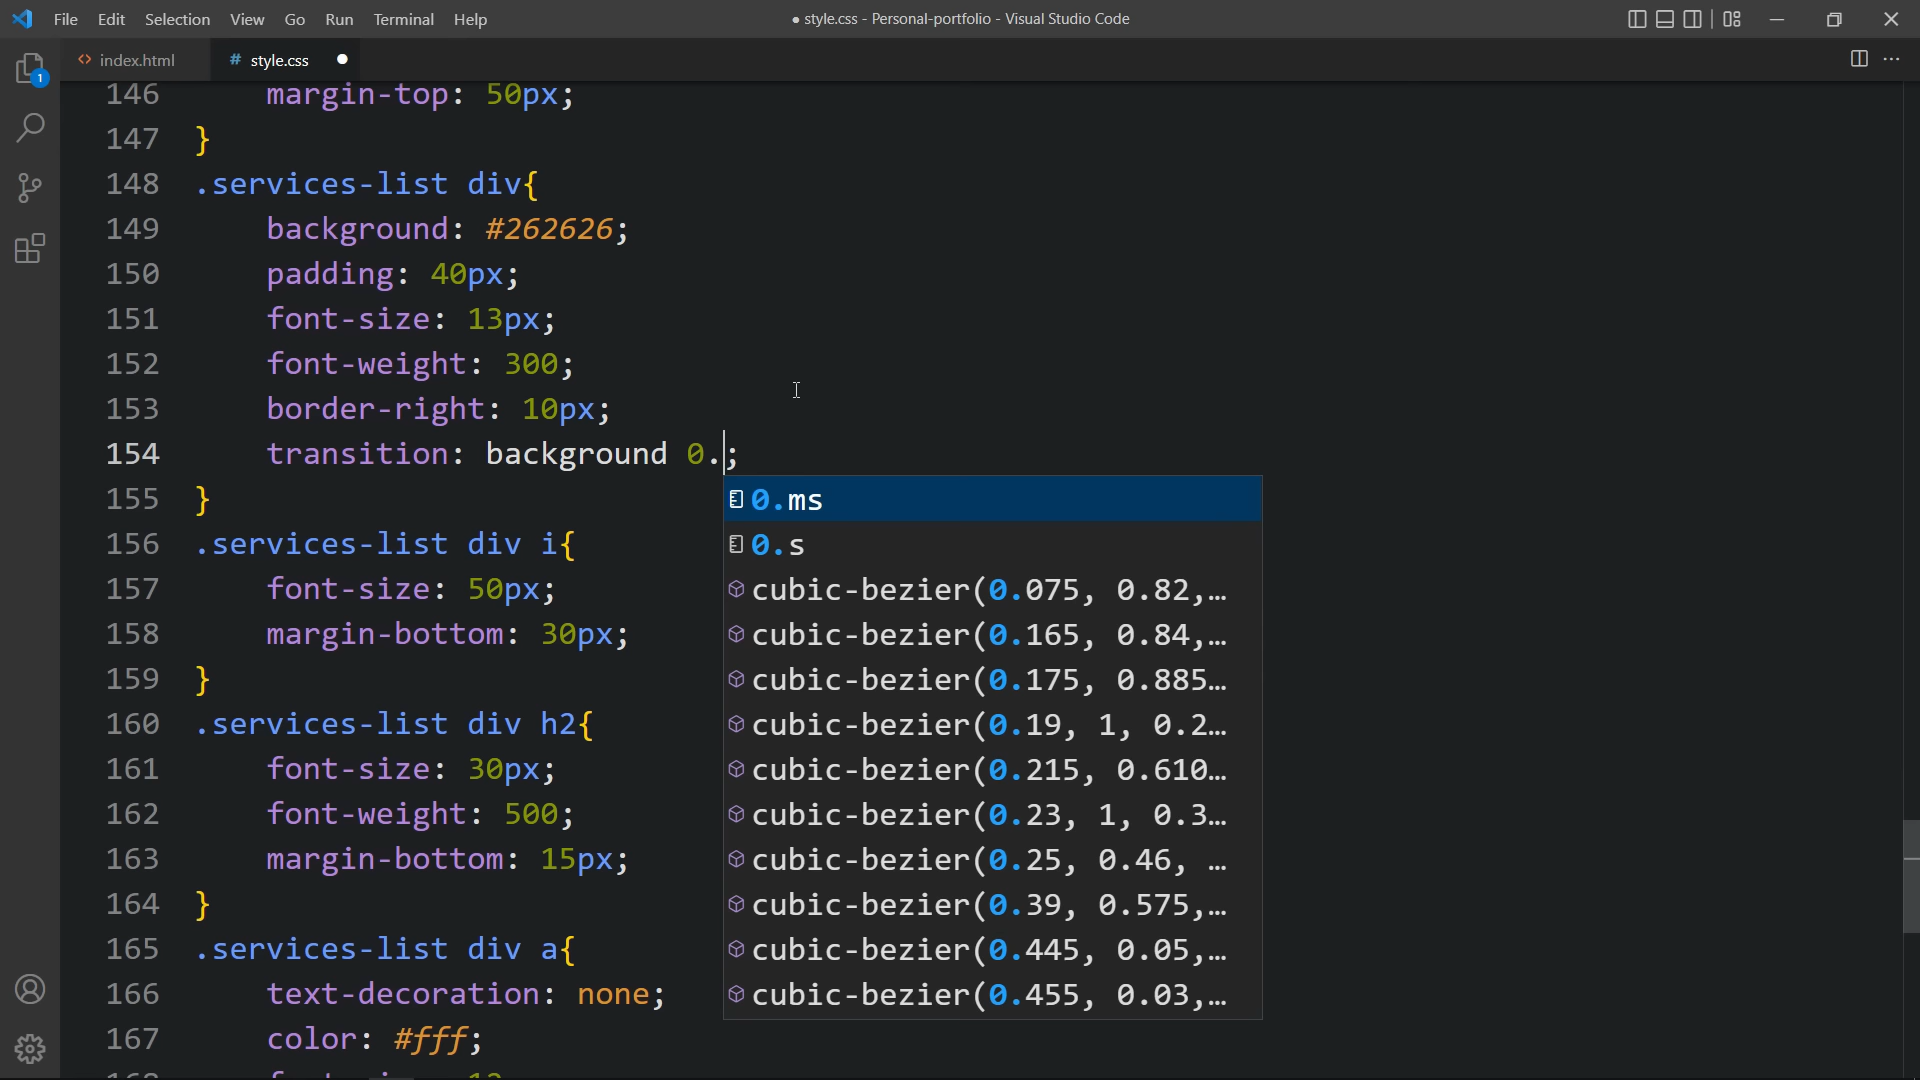 File Edit Selection View Go Run Terminal Help
● style.css - Personal-portfolio - Visual Studio Code
<> index.html
# style.css ●
1
146 margin-top: 50px;
147 }
148 .services-list div{
149 background: #262626;
150 padding: 40px;
151 font-size: 13px;
152 font-weight: 300;
153 border-right: 10px;
154 transition: background 0.;
155 }
156 .services-list div i{
157 font-size: 50px;
158 margin-bottom: 30px;
159 }
160 .services-list div h2{
161 font-size: 30px;
162 font-weight: 500;
163 margin-bottom: 15px;
164 }
165 .services-list div a{
166 text-decoration: none;
167 color: #fff;
0.ms
0.s
cubic-bezier(0.075, 0.82,…
cubic-bezier(0.165, 0.84,…
cubic-bezier(0.175, 0.885…
cubic-bezier(0.19, 1, 0.2…
cubic-bezier(0.215, 0.610…
cubic-bezier(0.23, 1, 0.3…
cubic-bezier(0.25, 0.46, …
cubic-bezier(0.39, 0.575,…
cubic-bezier(0.445, 0.05,…
cubic-bezier(0.455, 0.03,…